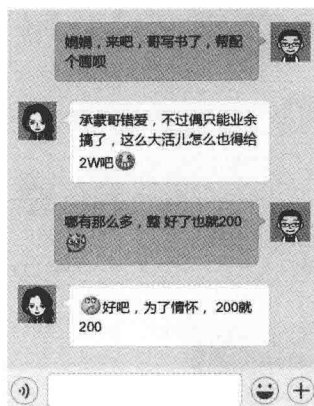 娟娟，来吧，哥写书了，帮配
个图呗
承蒙哥错爱，不过偶只能业余
搞了，这么大活儿怎么也得给
2W吧
哪有那么多，整 好了也就200
好吧，为了情怀， 200就
200